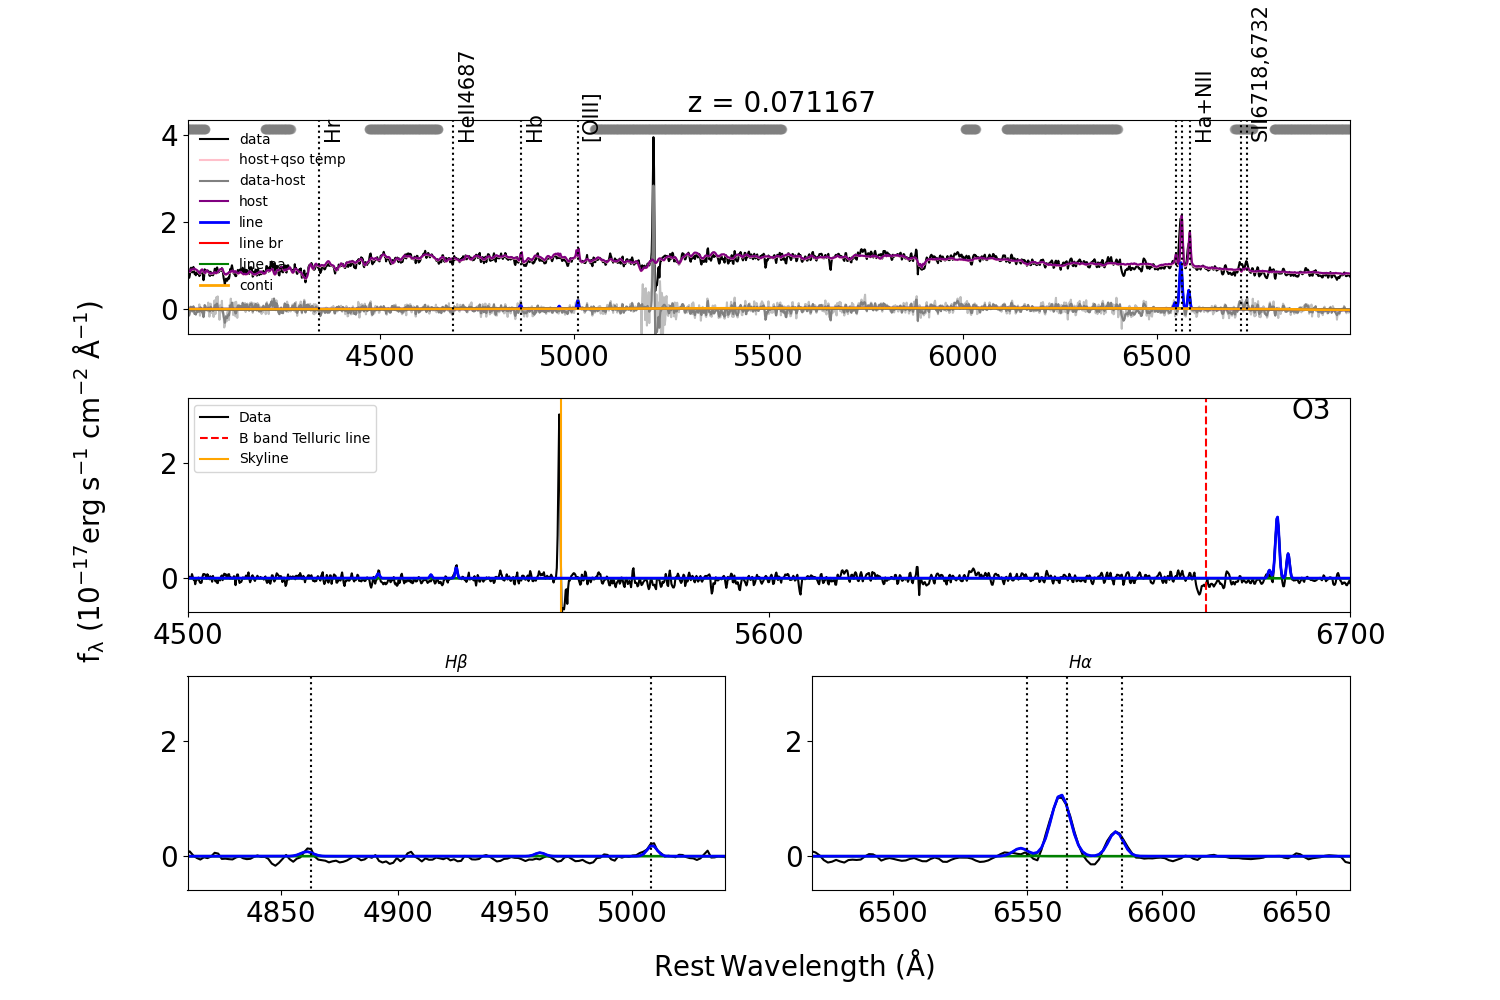 z = 0.071167
Hr
HeII4687
Hb
[OIII]
Ha+NII
SII6718,6732
data
host+qso temp
data-host
host
line
line br
line na
conti
4
2
0
4500
5000
5500
6000
6500
O3
Data
B band Telluric line
Skyline
2
0
4500
5600
6700
fλ (10⁻¹⁷erg s⁻¹ cm⁻² Å⁻¹)
Hβ
2
0
4850
4900
4950
5000
Hα
2
0
6500
6550
6600
6650
Rest Wavelength (Å)